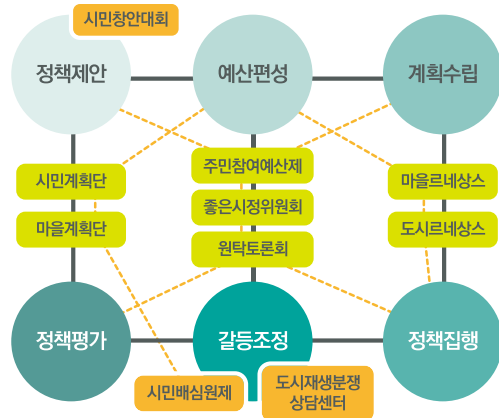 시민창안대회
정책제안
예산편성
계획수립
시민계획단
주민참여예산제
마을르네상스
마을계획단
좋은시정위원회
도시르네상스
원탁토론회
정책평가
갈등조정
정책집행
시민배심원제
도시재생분쟁
상담센터